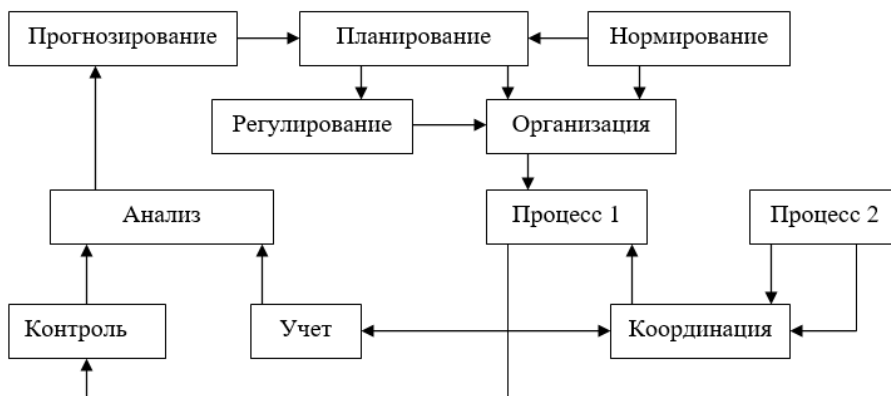 Прогнозирование
Планирование
Нормирование
Регулирование
Организация
Анализ
Процесс 1
Процесс 2
Контроль
Учет
Координация